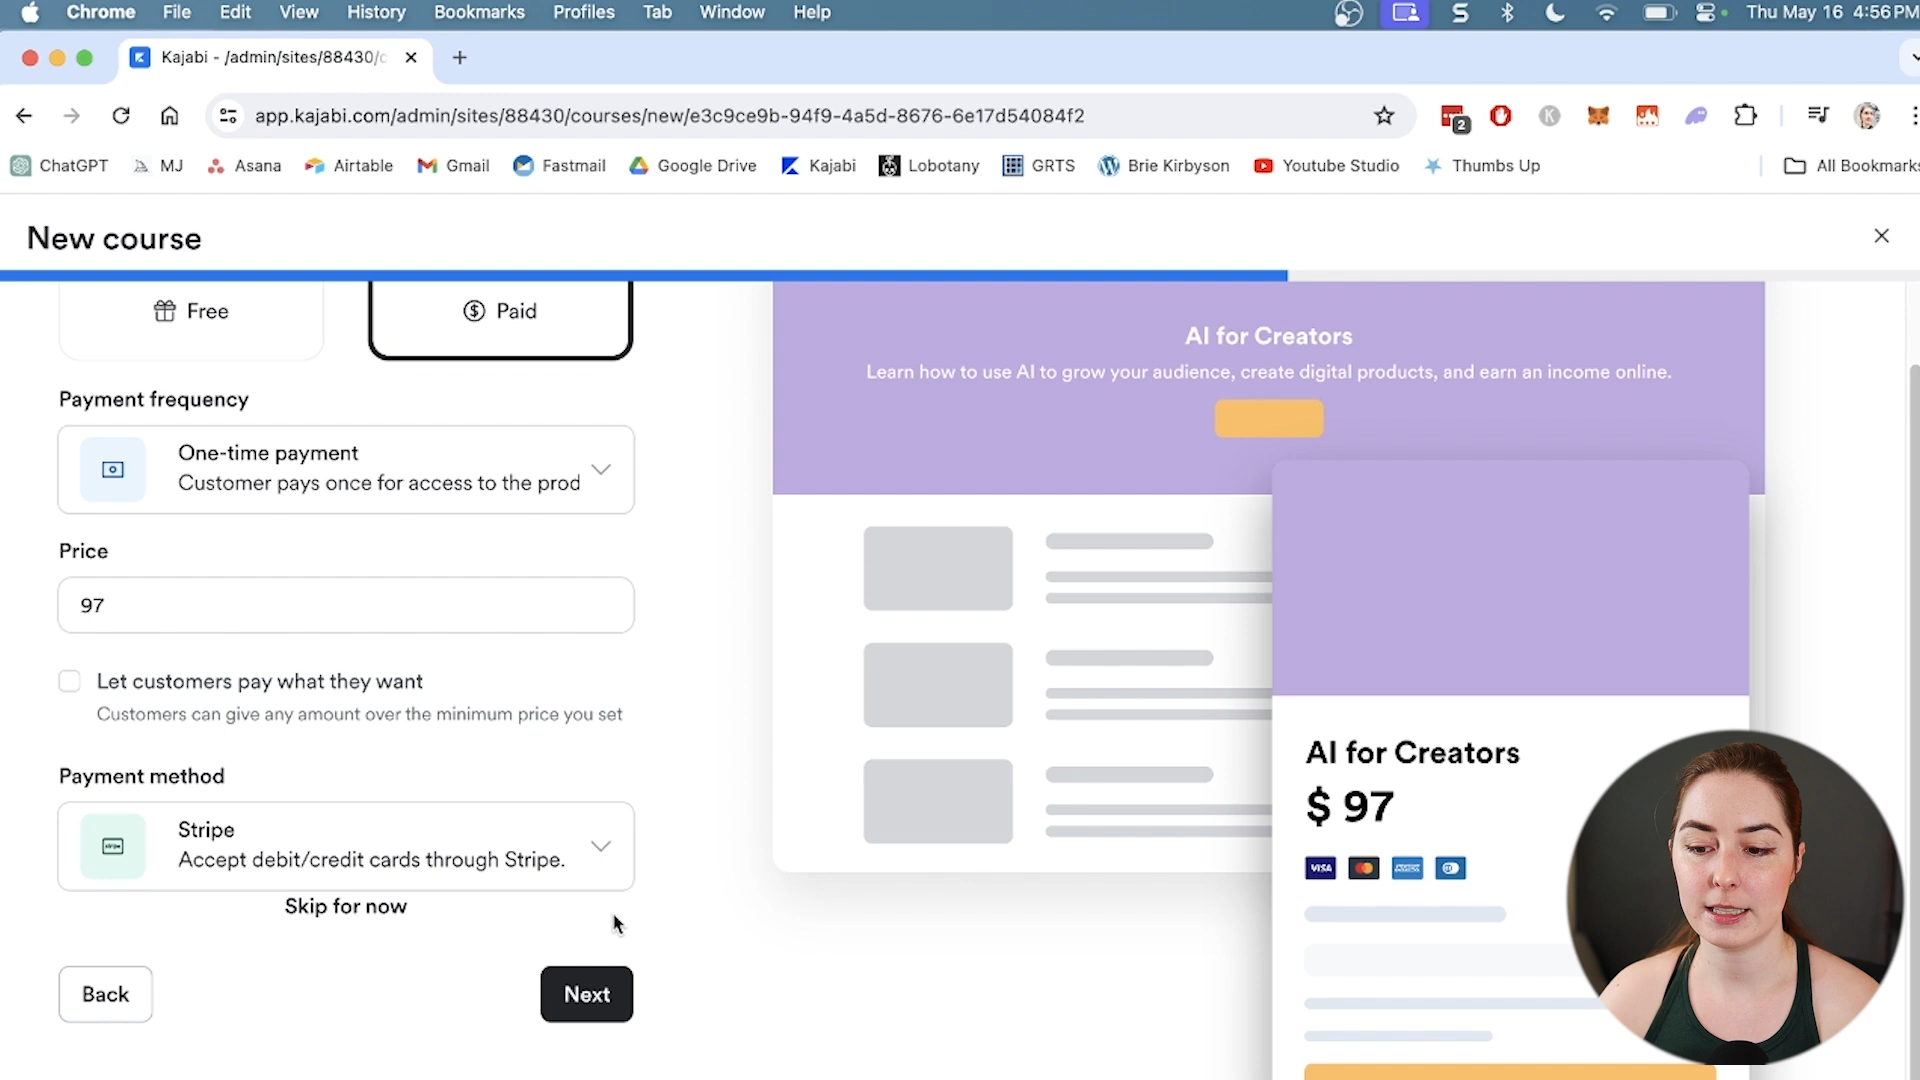 Chrome File Edit View History Bookmarks Profiles Tab Window Help
Thu May 16 4:56PM
Kajabi - /admin/sites/88430/c
app.kajabi.com/admin/sites/88430/courses/new/e3c9ce9b-94f9-4a5d-8676-6e17d54084f2
2
ChatGPT MJ Asana Airtable Gmail Fastmail Google Drive Kajabi Lobotany GRTS Brie Kirbyson Youtube Studio Thumbs Up All Bookmarks
New course
Free
Paid
Payment frequency
One-time payment
Customer pays once for access to the prod
Price
97
Let customers pay what they want
Customers can give any amount over the minimum price you set
Payment method
stripe
Stripe
Accept debit/credit cards through Stripe.
Skip for now
Back
Next
AI for Creators
Learn how to use AI to grow your audience, create digital products, and earn an income online.
AI for Creators
$ 97
VISA